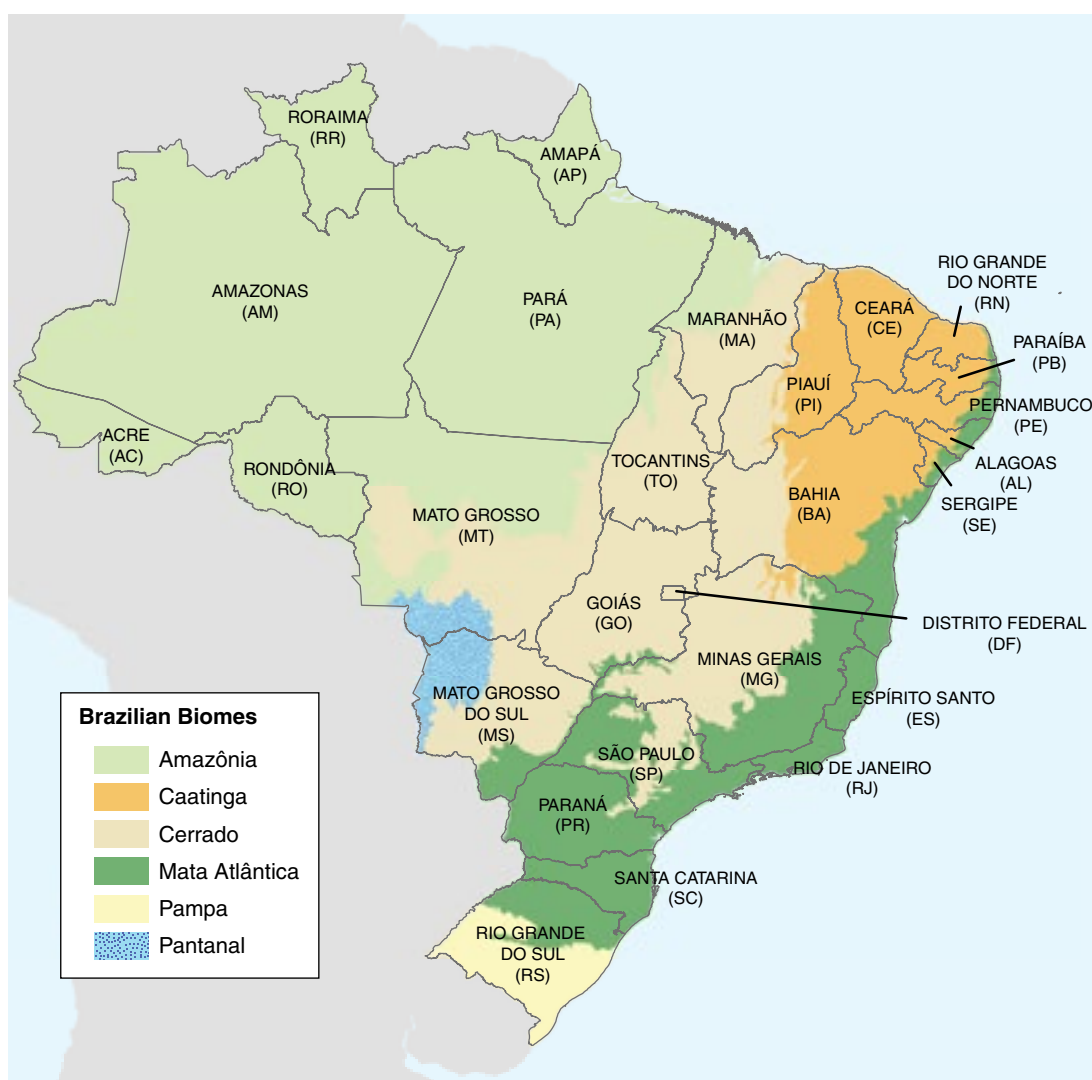 RORAIMA
(RR)
AMAPÁ
(AP)
AMAZONAS
(AM)
PARÁ
(PA)
MARANHÃO
(MA)
CEARÁ
(CE)
RIO GRANDE
DO NORTE
(RN)
PARAÍBA
(PB)
PIAUÍ
(PI)
PERNAMBUCO
(PE)
ACRE
(AC)
RONDÔNIA
(RO)
TOCANTINS
(TO)
ALAGOAS
(AL)
BAHIA
(BA)
SERGIPE
(SE)
MATO GROSSO
(MT)
GOIÁS
(GO)
DISTRITO FEDERAL
(DF)
MINAS GERAIS
(MG)
MATO GROSSO
DO SUL
(MS)
ESPÍRITO SANTO
(ES)
SÃO PAULO
(SP)
RIO DE JANEIRO
(RJ)
PARANÁ
(PR)
SANTA CATARINA
(SC)
RIO GRANDE
DO SUL
(RS)
Brazilian Biomes
Amazônia
Caatinga
Cerrado
Mata Atlântica
Pampa
Pantanal